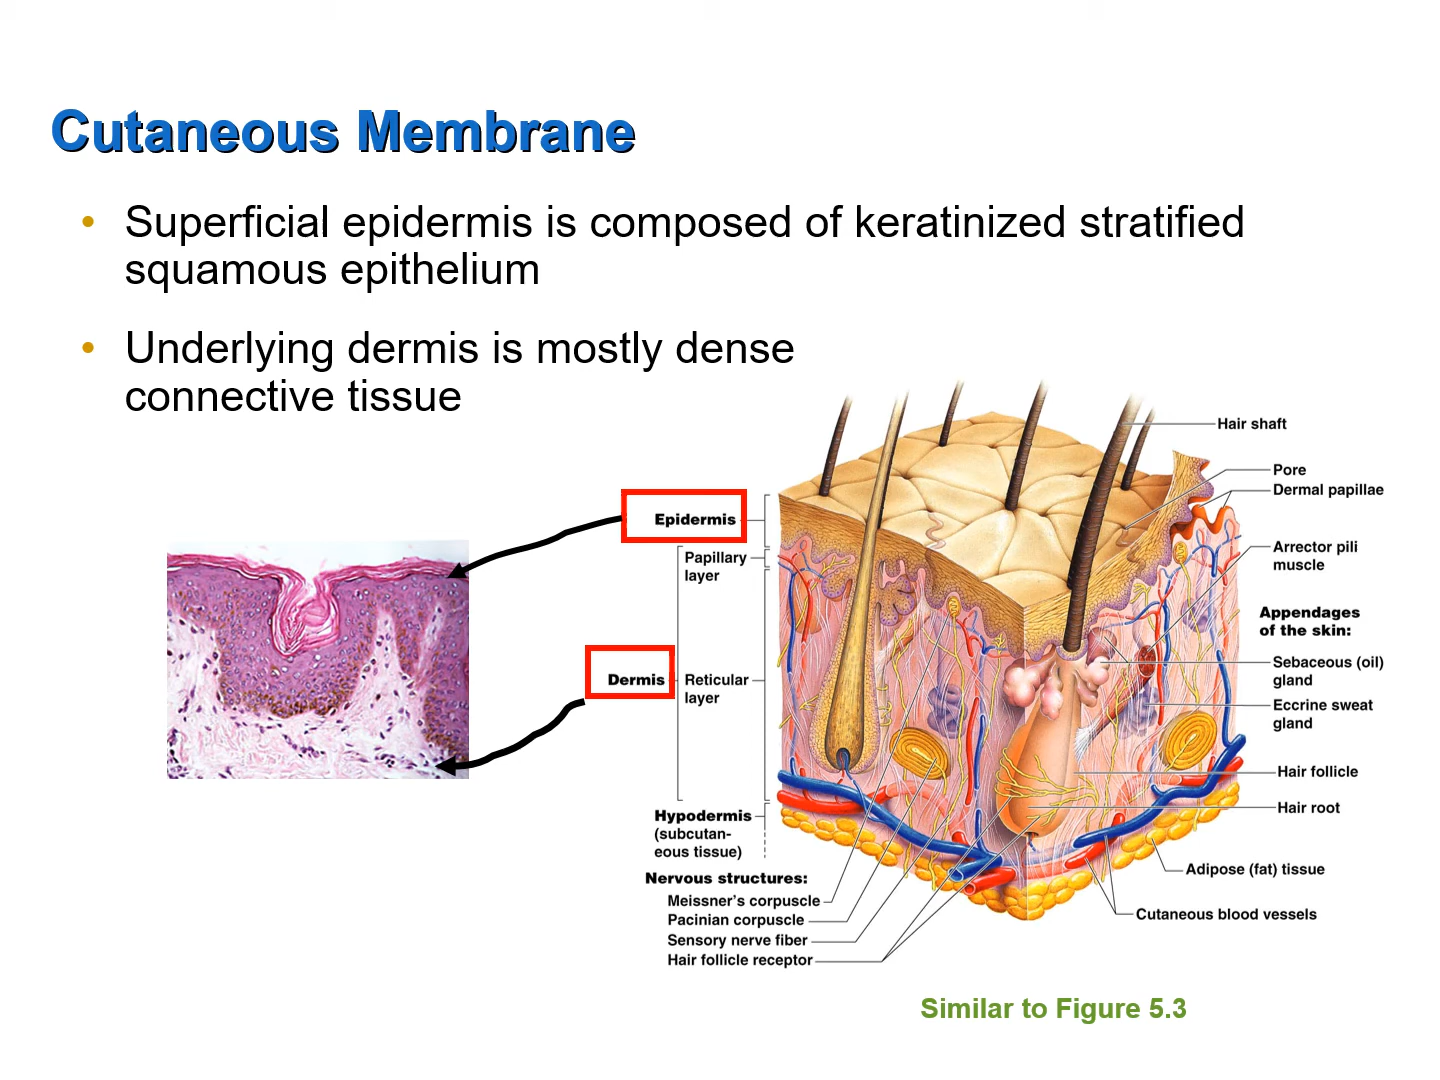 Cutaneous Membrane
• Superficial epidermis is composed of keratinized stratified
squamous epithelium
• Underlying dermis is mostly dense
connective tissue
Epidermis
Papillary
layer
Dermis
Reticular
layer
Hypodermis
(subcutan-
eous tissue)
Nervous structures:
Meissner’s corpuscle
Pacinian corpuscle
Sensory nerve fiber
Hair follicle receptor
Hair shaft
Pore
Dermal papillae
Arrector pili
muscle
Appendages
of the skin:
Sebaceous (oil)
gland
Eccrine sweat
gland
Hair follicle
Hair root
Adipose (fat) tissue
Cutaneous blood vessels
Similar to Figure 5.3